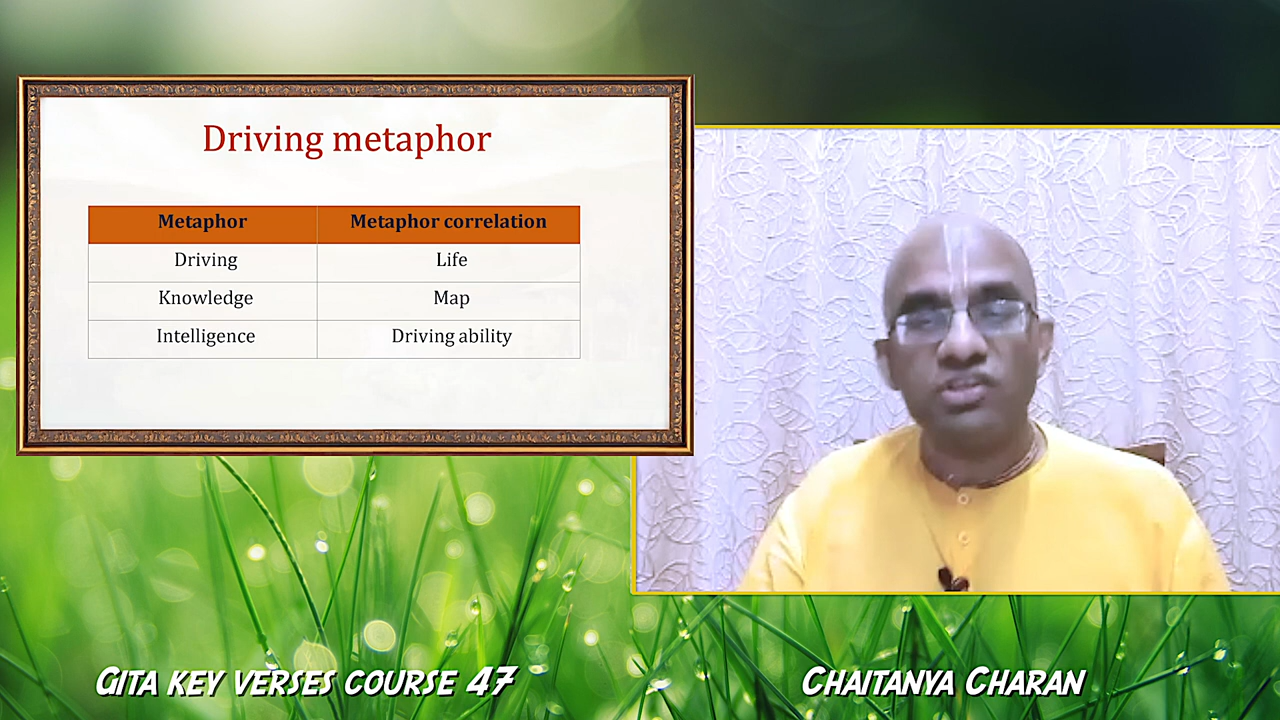 Driving metaphor
Metaphor Metaphor correlation
Driving Life
Knowledge Map
Intelligence Driving ability
GITA KEY VERSES COURSE 47
CHAITANYA CHARAN